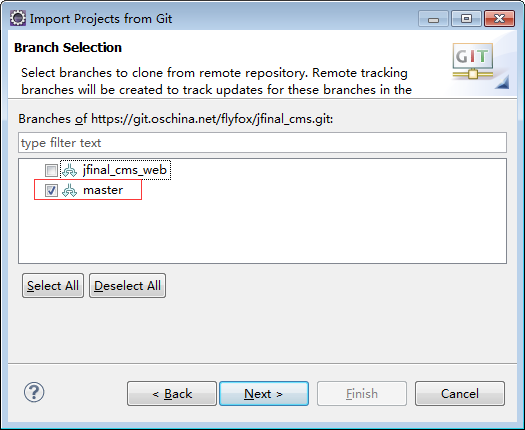 Import Projects from Git
Branch Selection
GIT
Select branches to clone from remote repository. Remote tracking
branches will be created to track updates for these branches in the
Branches of https://git.oschina.net/flyfox/jfinal_cms.git:
type filter text
jfinal_cms_web
master
Select All
Deselect All
?
< Back
Next >
Finish
Cancel